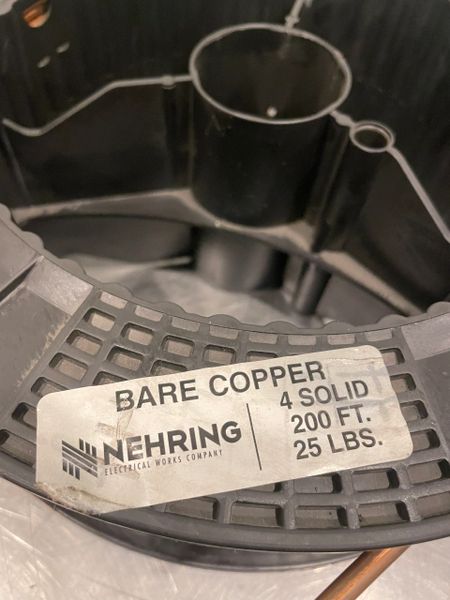 BARE COPPER
NEHRING
ELECTRICAL WORKS COMPANY
4 SOLID
200 FT.
25 LBS.